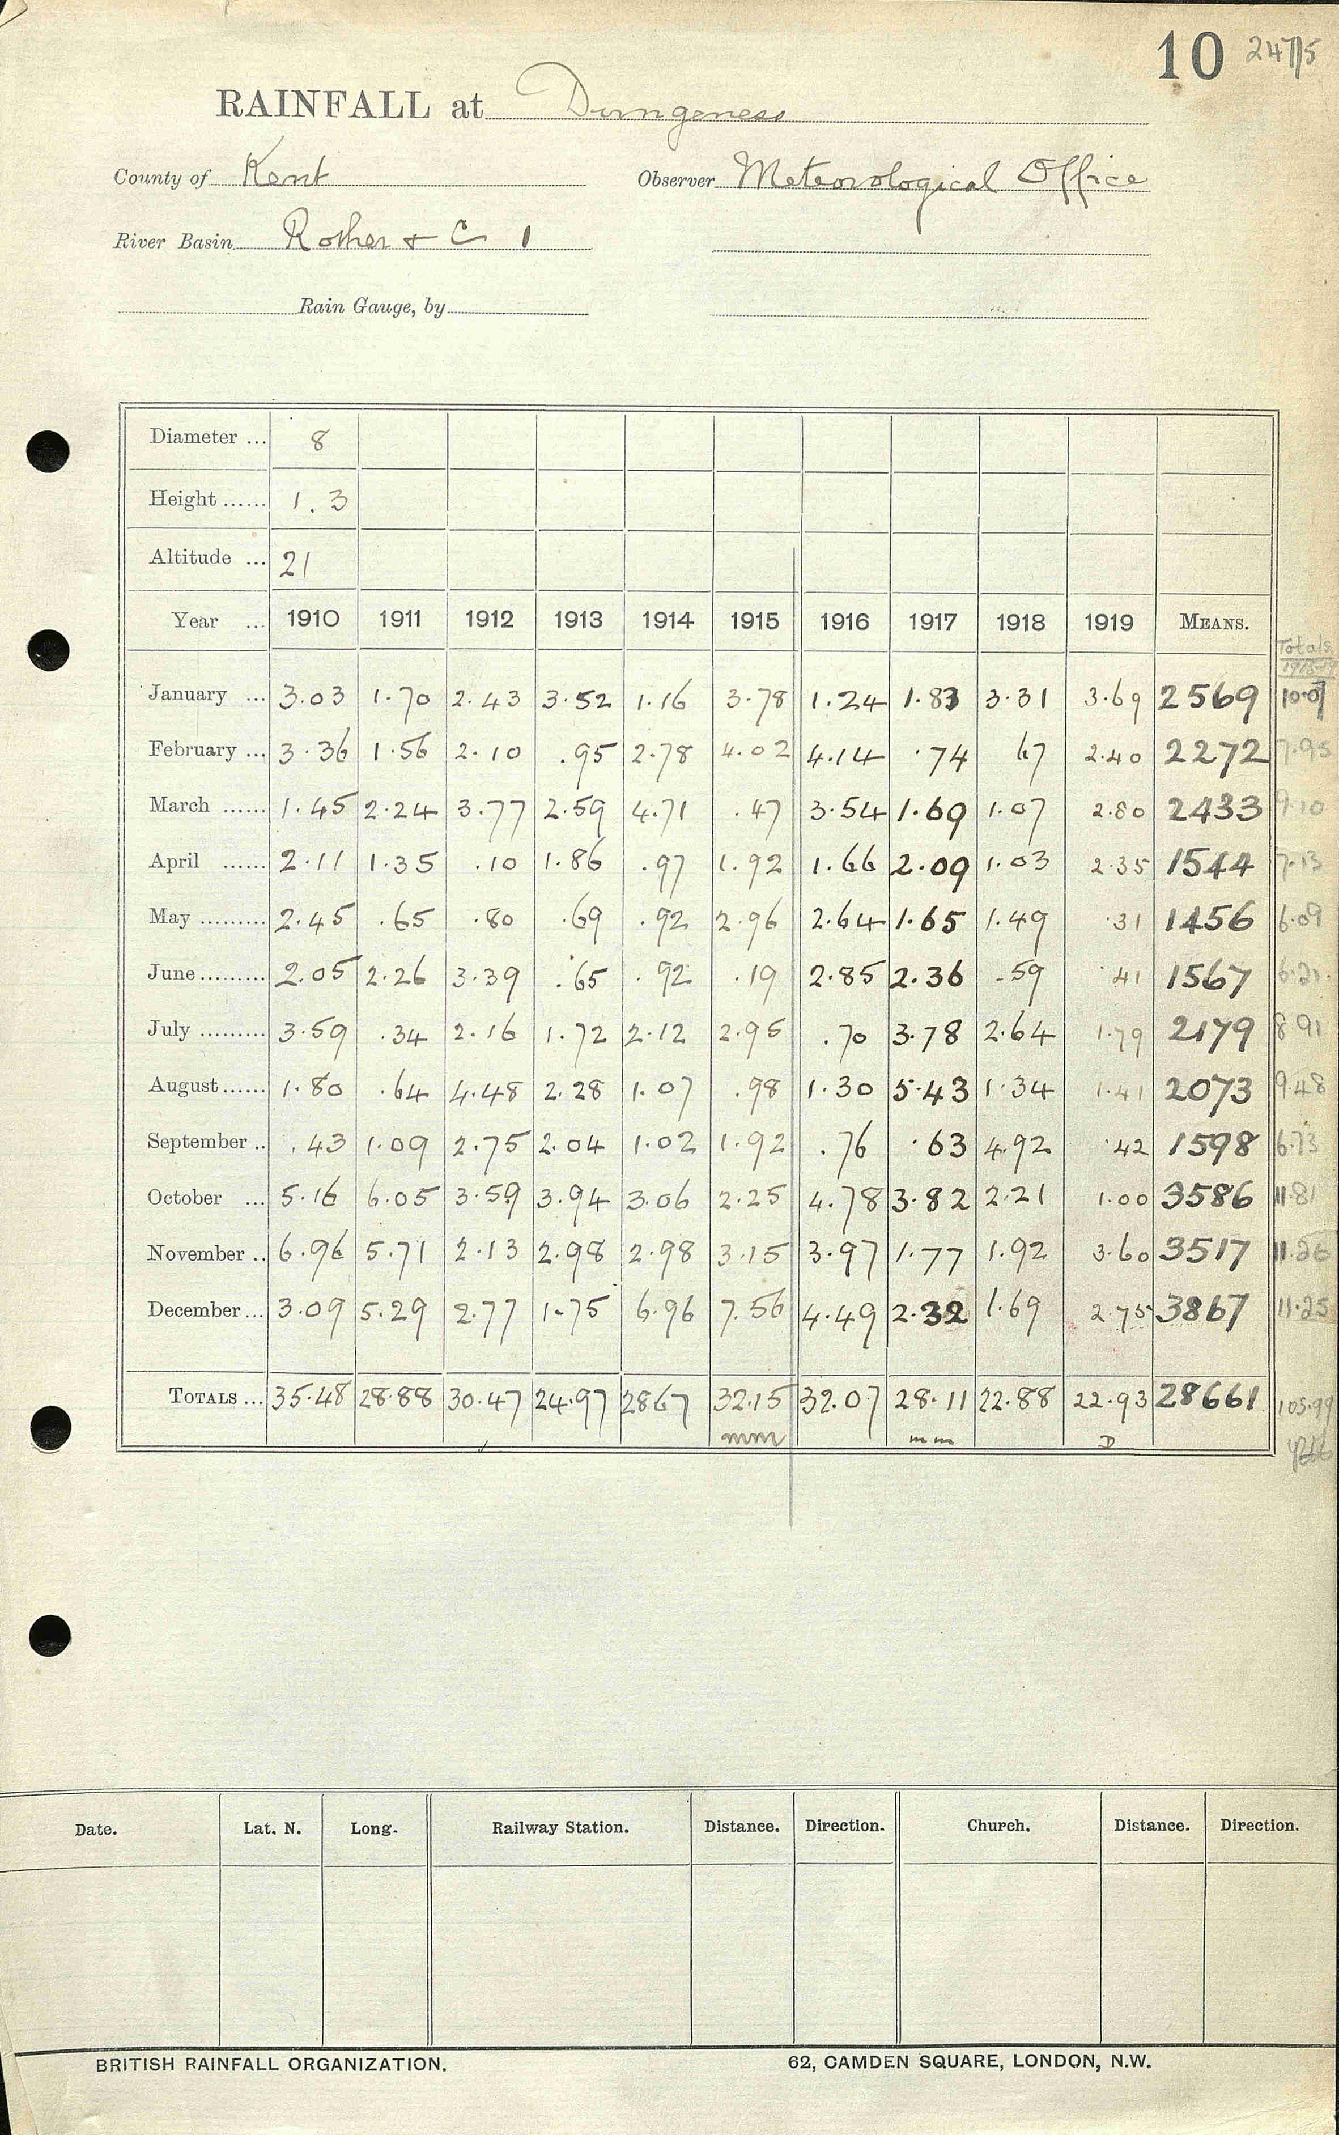 10 247/5
RAINFALL at Dungeness
County of Kent Observer Meteorological Office
River Basin Rother + C 1
Rain Gauge, by
Diameter ... 8
Height ...... 1.3
Altitude ... 21
Year ... 1910 1911 1912 1913 1914 1915 1916 1917 1918 1919 MEANS. Totals
January ... 3.03 1.70 2.43 3.52 1.16 3.78 1.24 1.83 3.31 3.69 2569 10.07
February ... 3.36 1.56 2.10 .95 2.78 4.02 4.14 .74 67 2.40 2272 7.95
March ...... 1.45 2.24 3.77 2.59 4.71 .47 3.54 1.69 1.07 2.80 2433 9.10
April ...... 2.11 1.35 .10 1.86 .97 1.92 1.66 2.09 1.03 2.35 1544 7.13
May ......... 2.45 .65 .80 .69 .92 2.96 2.64 1.65 1.49 .31 1456 6.09
June ......... 2.05 2.26 3.39 .65 .92 .19 2.85 2.36 .59 .41 1567 6.21
July ......... 3.59 .34 2.16 1.72 2.12 2.95 .70 3.78 2.64 1.79 2179 8.91
August ...... 1.80 .64 4.48 2.28 1.07 .98 1.30 5.43 1.34 1.41 2073 9.48
September .. .43 1.09 2.75 2.04 1.02 1.92 .76 .63 4.92 .42 1598 6.73
October ... 5.16 6.05 3.59 3.94 3.06 2.25 4.78 3.82 2.21 1.00 3586 11.81
November .. 6.96 5.71 2.13 2.98 2.98 3.15 3.97 1.77 1.92 3.60 3517 11.26
December ... 3.09 5.29 2.77 1.75 6.96 7.56 4.49 2.32 1.69 2.75 3867 11.25
TOTALS ... 35.48 28.88 30.47 24.97 2867 32.15 32.07 28.11 22.88 22.93 28661 105.99
mm mm D
Date. Lat. N. Long. Railway Station. Distance. Direction. Church. Distance. Direction.
BRITISH RAINFALL ORGANIZATION. 62, CAMDEN SQUARE, LONDON, N.W.